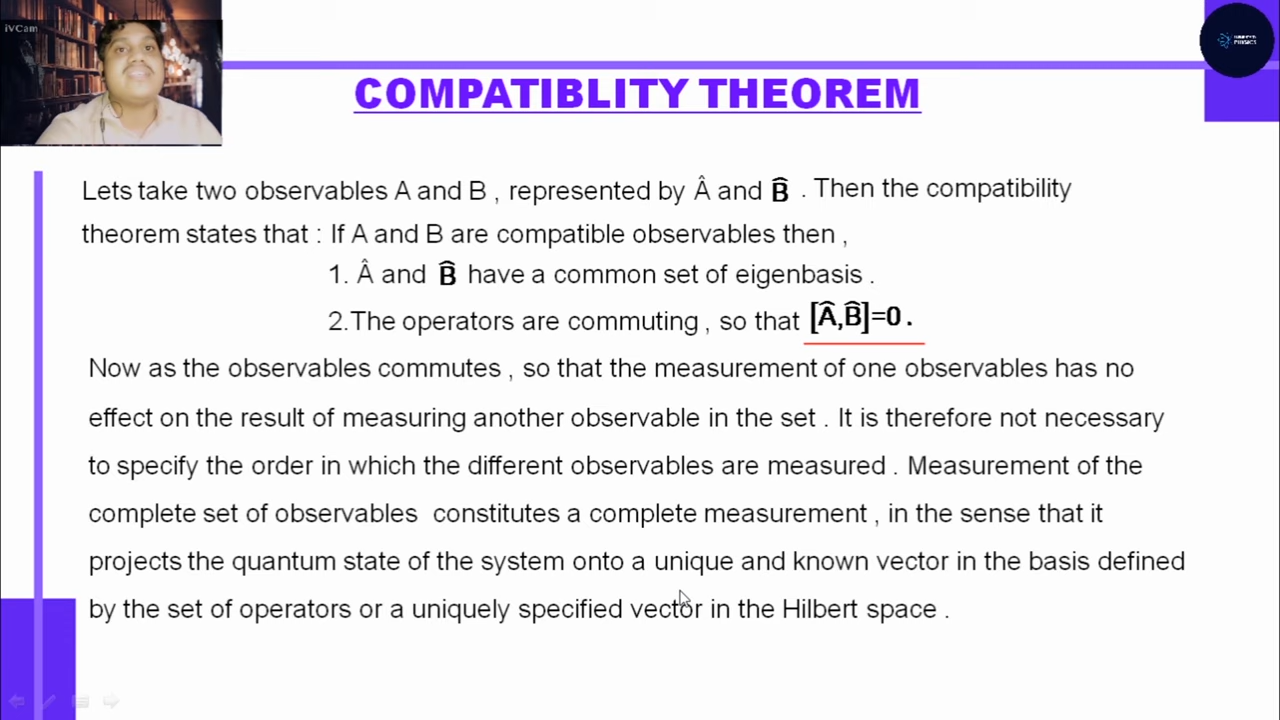 iVCam
COMPATIBLITY THEOREM
Lets take two observables A and B , represented by Â and B̂ . Then the compatibility
theorem states that : If A and B are compatible observables then ,
1. Â and B̂ have a common set of eigenbasis .
2.The operators are commuting , so that [Â,B̂]=0 .
Now as the observables commutes , so that the measurement of one observables has no
effect on the result of measuring another observable in the set . It is therefore not necessary
to specify the order in which the different observables are measured . Measurement of the
complete set of observables constitutes a complete measurement , in the sense that it
projects the quantum state of the system onto a unique and known vector in the basis defined
by the set of operators or a uniquely specified vector in the Hilbert space .